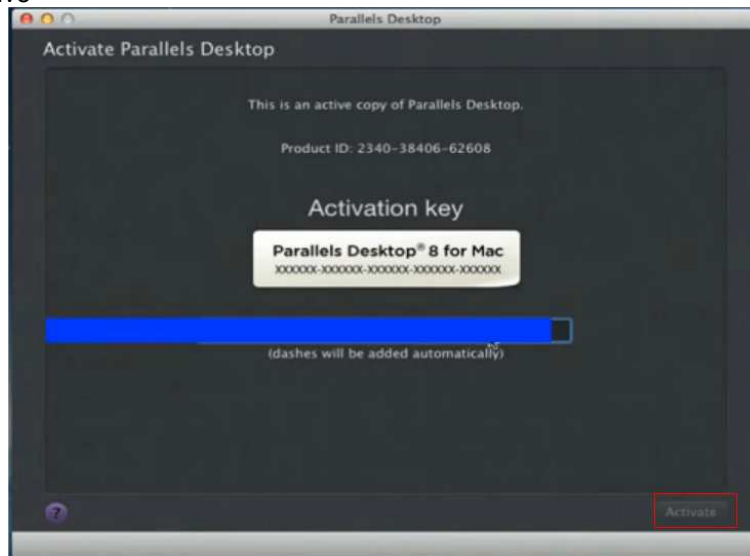 Parallels Desktop
Activate Parallels Desktop
This is an active copy of Parallels Desktop.
Product ID: 2340-38406-62608
Activation key
Parallels Desktop® 8 for Mac
XXXXXX-XXXXXX-XXXXXX-XXXXXX-XXXXXX
(dashes will be added automatically)
?
Activate